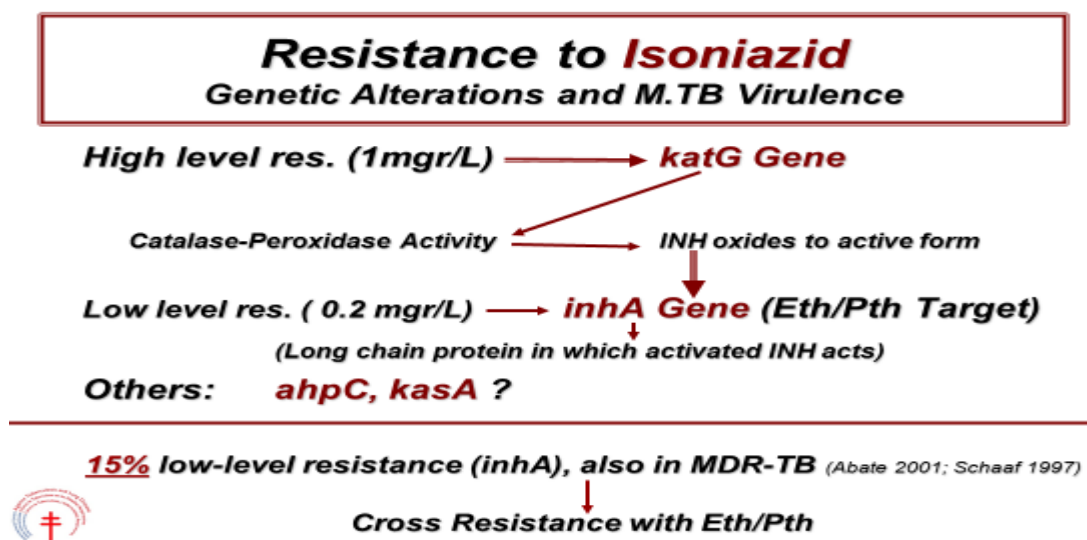 Resistance to Isoniazid
Genetic Alterations and M.TB Virulence
High level res. (1mgr/L) katG Gene
Catalase-Peroxidase Activity INH oxides to active form
Low level res. ( 0.2 mgr/L) inhA Gene (Eth/Pth Target)
(Long chain protein in which activated INH acts)
Others: ahpC, kasA ?
15% low-level resistance (inhA), also in MDR-TB (Abate 2001; Schaaf 1997)
Cross Resistance with Eth/Pth